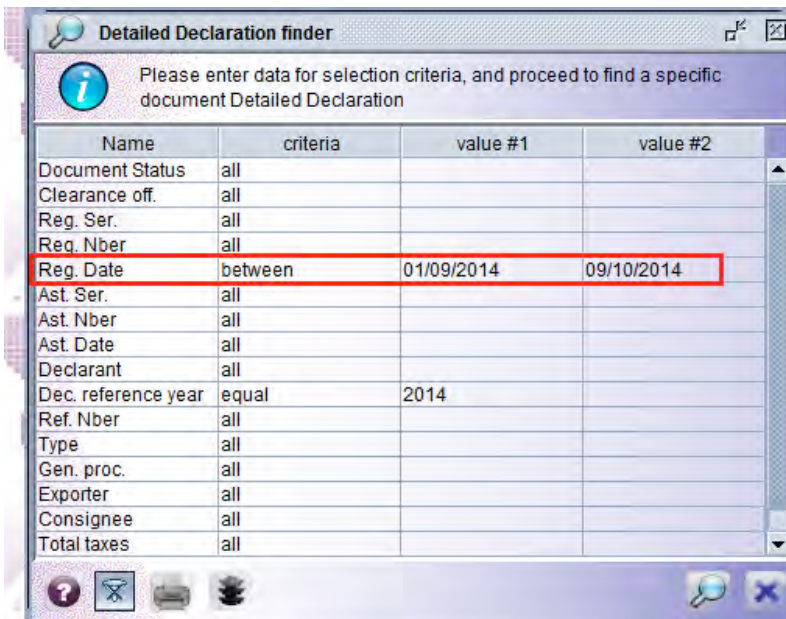 Detailed Declaration finder
Please enter data for selection criteria, and proceed to find a specific
document Detailed Declaration
Name criteria value #1 value #2
Document Status all
Clearance off. all
Reg. Ser. all
Reg. Nber all
Reg. Date between 01/09/2014 09/10/2014
Ast. Ser. all
Ast. Nber all
Ast. Date all
Declarant all
Dec. reference year equal 2014
Ref. Nber all
Type all
Gen. proc. all
Exporter all
Consignee all
Total taxes all